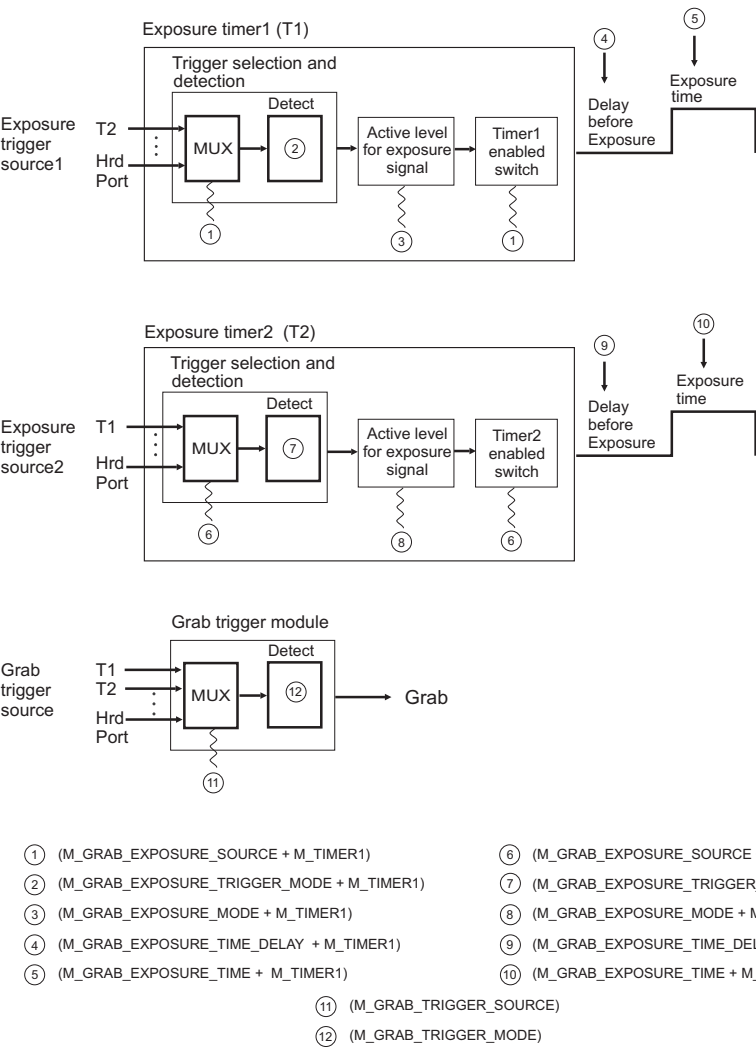 Exposure timer1 (T1)
Trigger selection and
detection
Detect
Exposure
trigger
source1
T2
Hrd
Port
MUX
2
Active level
for exposure
signal
Timer1
enabled
switch
1
3
1
4
Delay
before
Exposure
5
Exposure
time
Exposure timer2 (T2)
Trigger selection and
detection
Detect
Exposure
trigger
source2
T1
Hrd
Port
MUX
7
Active level
for exposure
signal
Timer2
enabled
switch
6
8
6
9
Delay
before
Exposure
10
Exposure
time
Grab trigger module
Detect
Grab
trigger
source
T1
T2
Hrd
Port
MUX
12
Grab
11
1 (M_GRAB_EXPOSURE_SOURCE + M_TIMER1)
2 (M_GRAB_EXPOSURE_TRIGGER_MODE + M_TIMER1)
3 (M_GRAB_EXPOSURE_MODE + M_TIMER1)
4 (M_GRAB_EXPOSURE_TIME_DELAY + M_TIMER1)
5 (M_GRAB_EXPOSURE_TIME + M_TIMER1)
6 (M_GRAB_EXPOSURE_SOURCE
7 (M_GRAB_EXPOSURE_TRIGGER_
8 (M_GRAB_EXPOSURE_MODE +
9 (M_GRAB_EXPOSURE_TIME
10 (M_GRAB_EXPOSURE_TIME + M_
11 (M_GRAB_TRIGGER_SOURCE)
12 (M_GRAB_TRIGGER_MODE)